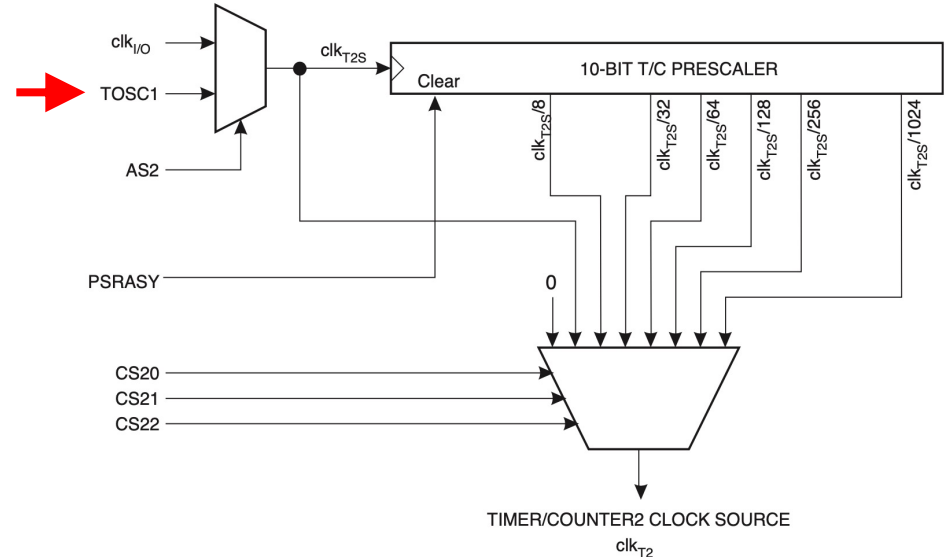 clkI/O
TOSC1
AS2
PSRASY
clkT2S
Clear
10-BIT T/C PRESCALER
clkT2S/8
clkT2S/32
clkT2S/64
clkT2S/128
clkT2S/256
clkT2S/1024
0
CS20
CS21
CS22
TIMER/COUNTER2 CLOCK SOURCE
clkT2